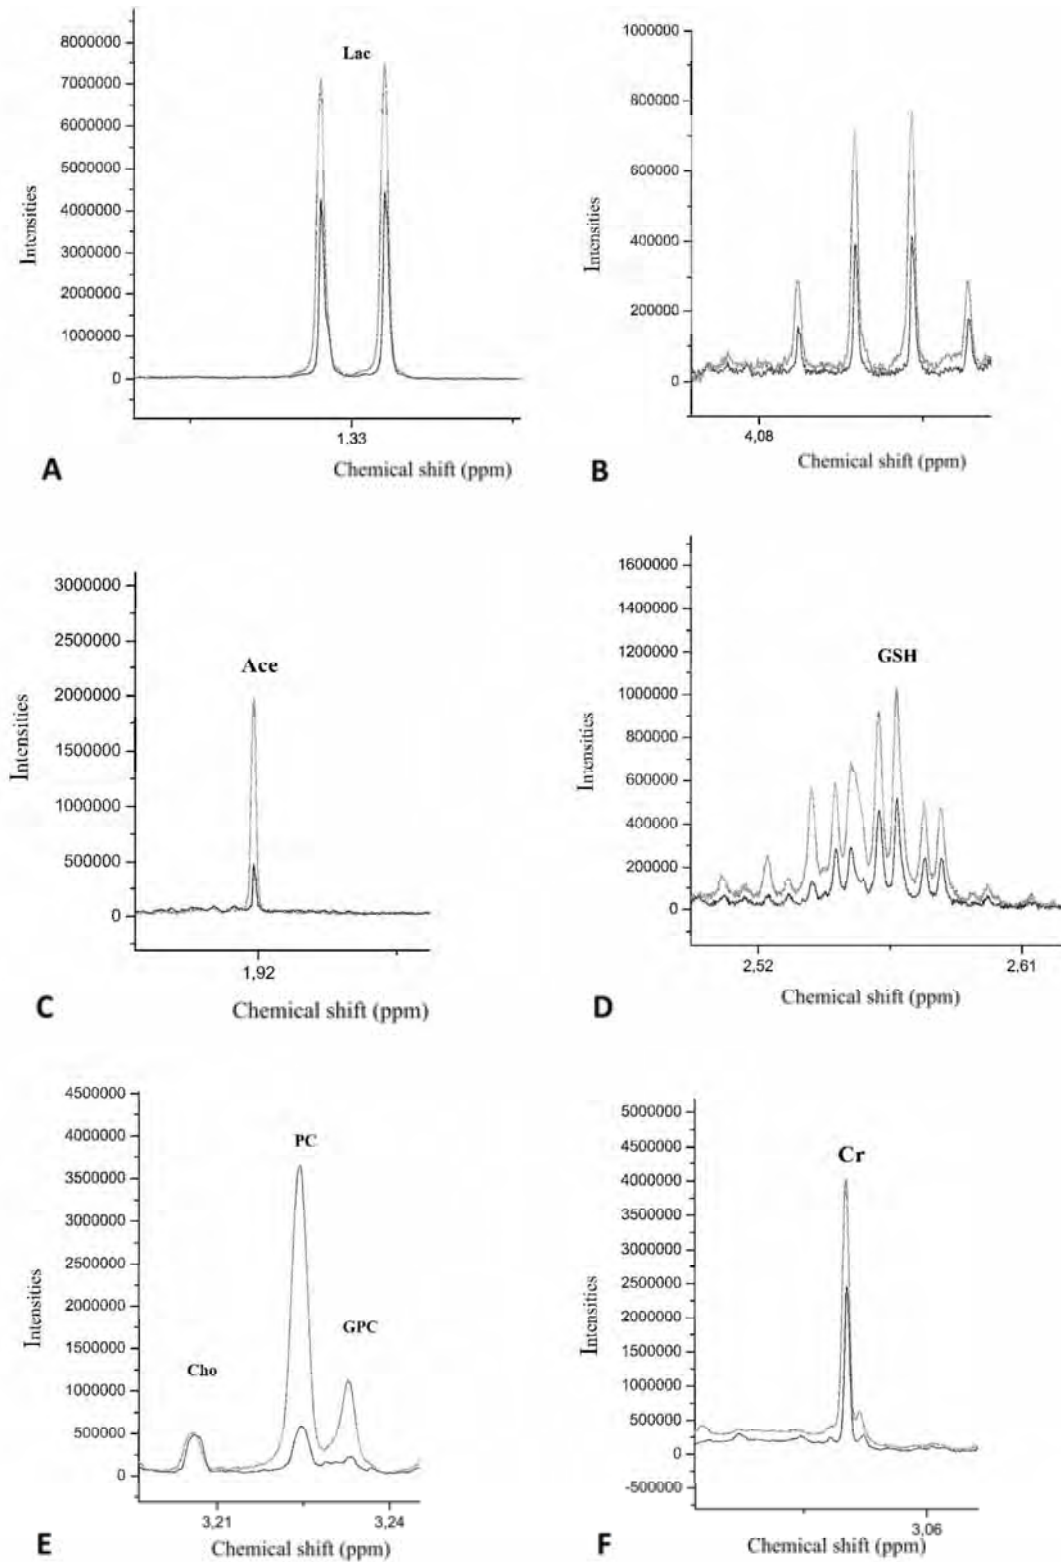 8000000
Lac
7000000
6000000
5000000
4000000
3000000
2000000
1000000
0
Intensities
1.33
Chemical shift (ppm)
A
1000000
800000
600000
400000
200000
0
Intensities
4,08
Chemical shift (ppm)
B
3000000
2500000
Ace
2000000
1500000
1000000
500000
0
Intensities
1,92
Chemical shift (ppm)
C
1600000
1400000
1200000
GSH
1000000
800000
600000
400000
200000
0
Intensities
2,52
2,61
Chemical shift (ppm)
D
4500000
4000000
PC
3500000
3000000
2500000
2000000
1500000
GPC
Cho
1000000
500000
0
Intensities
3,21
3,24
Chemical shift (ppm)
E
5000000
4500000
Cr
4000000
3500000
3000000
2500000
2000000
1500000
1000000
500000
0
-500000
Intensities
3,06
Chemical shift (ppm)
F